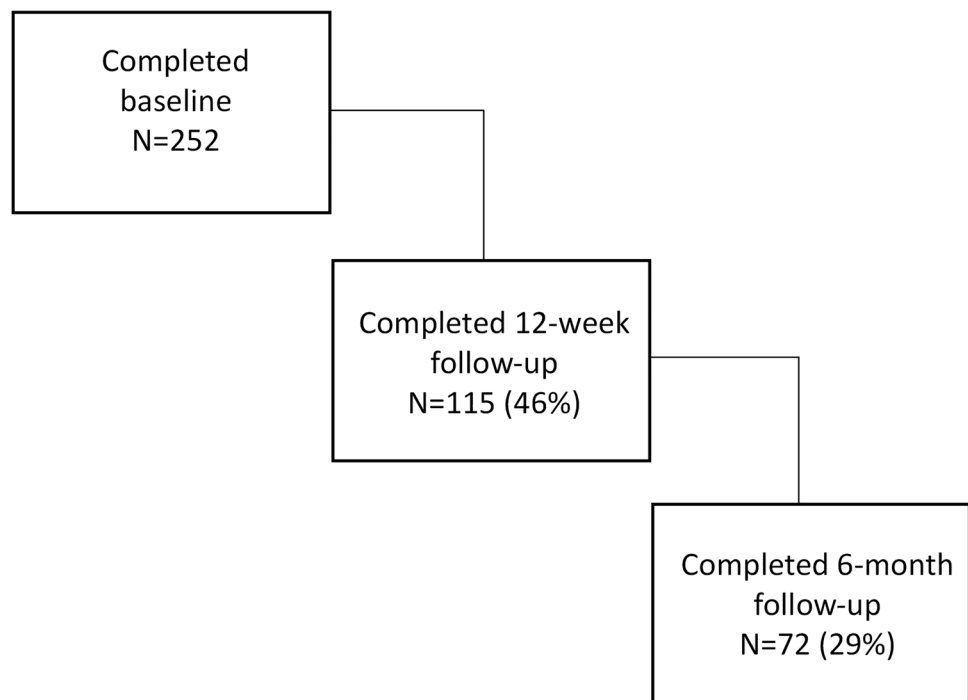 Completed
baseline
N=252
Completed 12-week
follow-up
N=115 (46%)
Completed 6-month
follow-up
N=72 (29%)